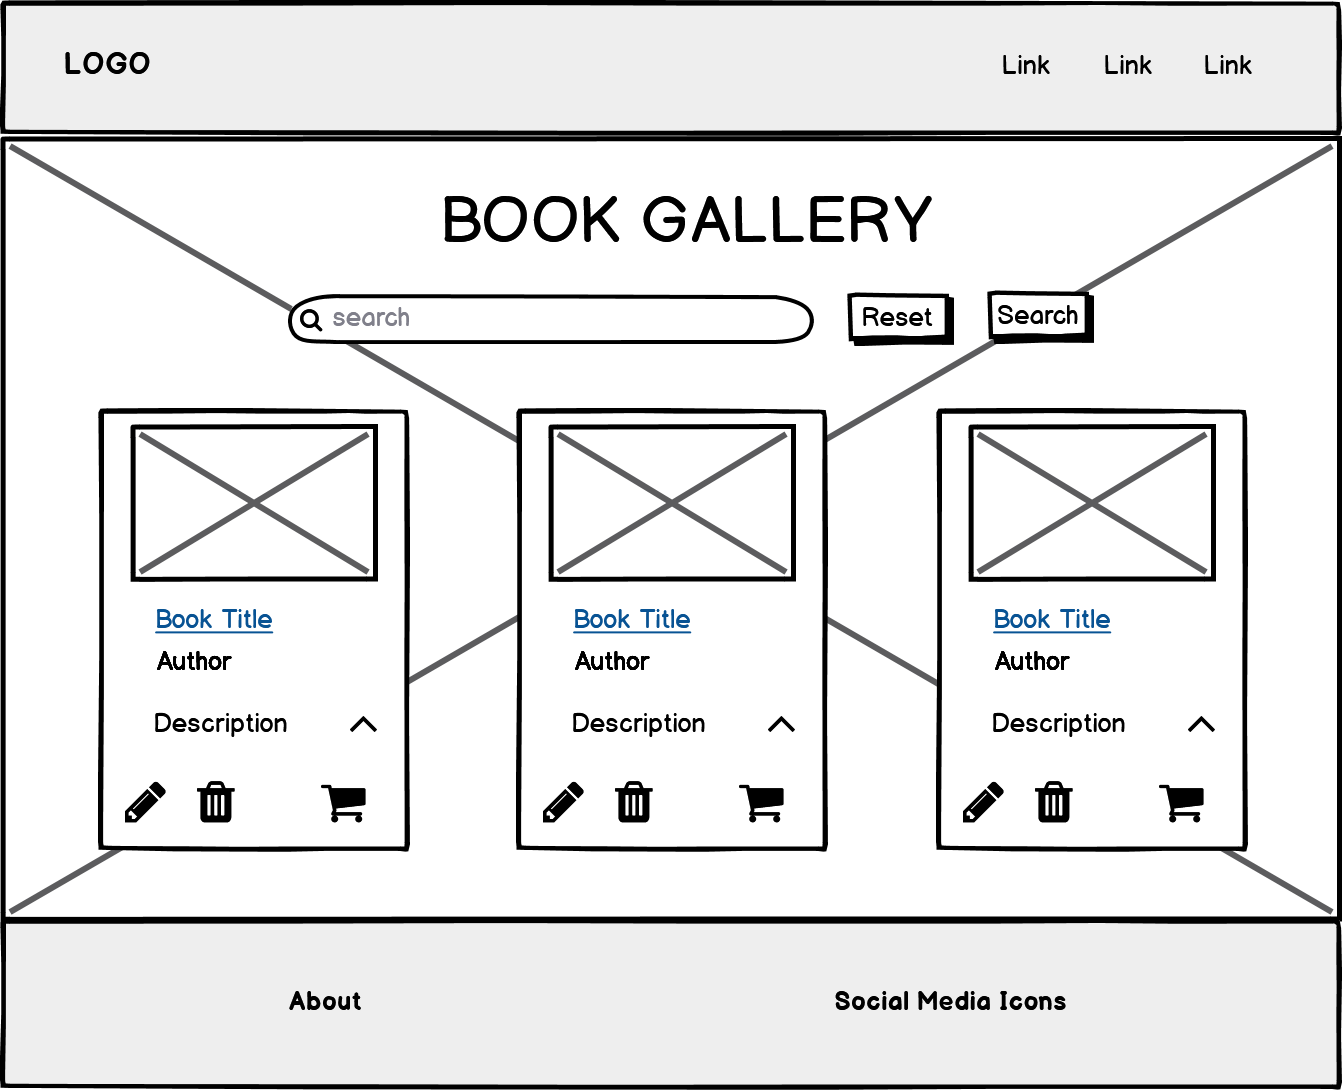 LOGO
Link Link Link
BOOK GALLERY
search
Reset
Search
Book Title
Author
Description
Book Title
Author
Description
Book Title
Author
Description
About
Social Media Icons